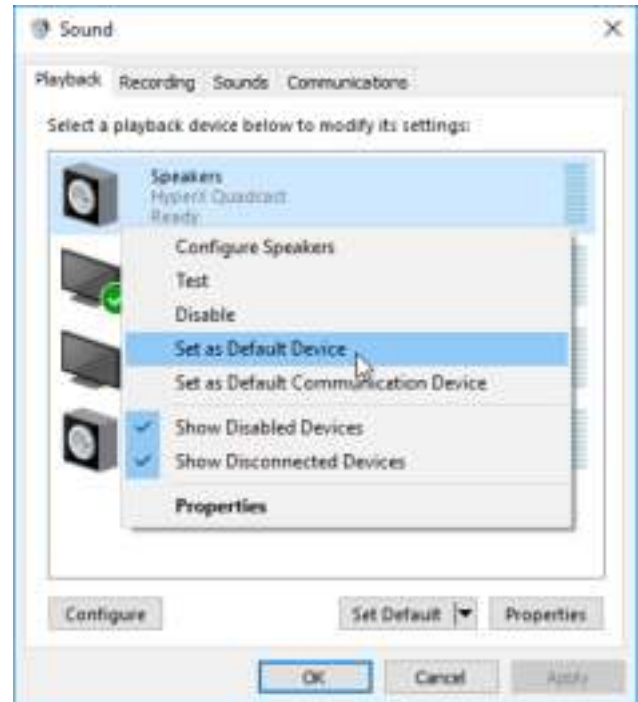 Sound
Playback Recording Sounds Communications
Select a playback device below to modify its settings:
Speakers
HyperX Quadcast
Ready
Configure Speakers
Test
Disable
Set as Default Device
Set as Default Communication Device
Show Disabled Devices
Show Disconnected Devices
Properties
Configure Set Default Properties
OK Cancel Apply